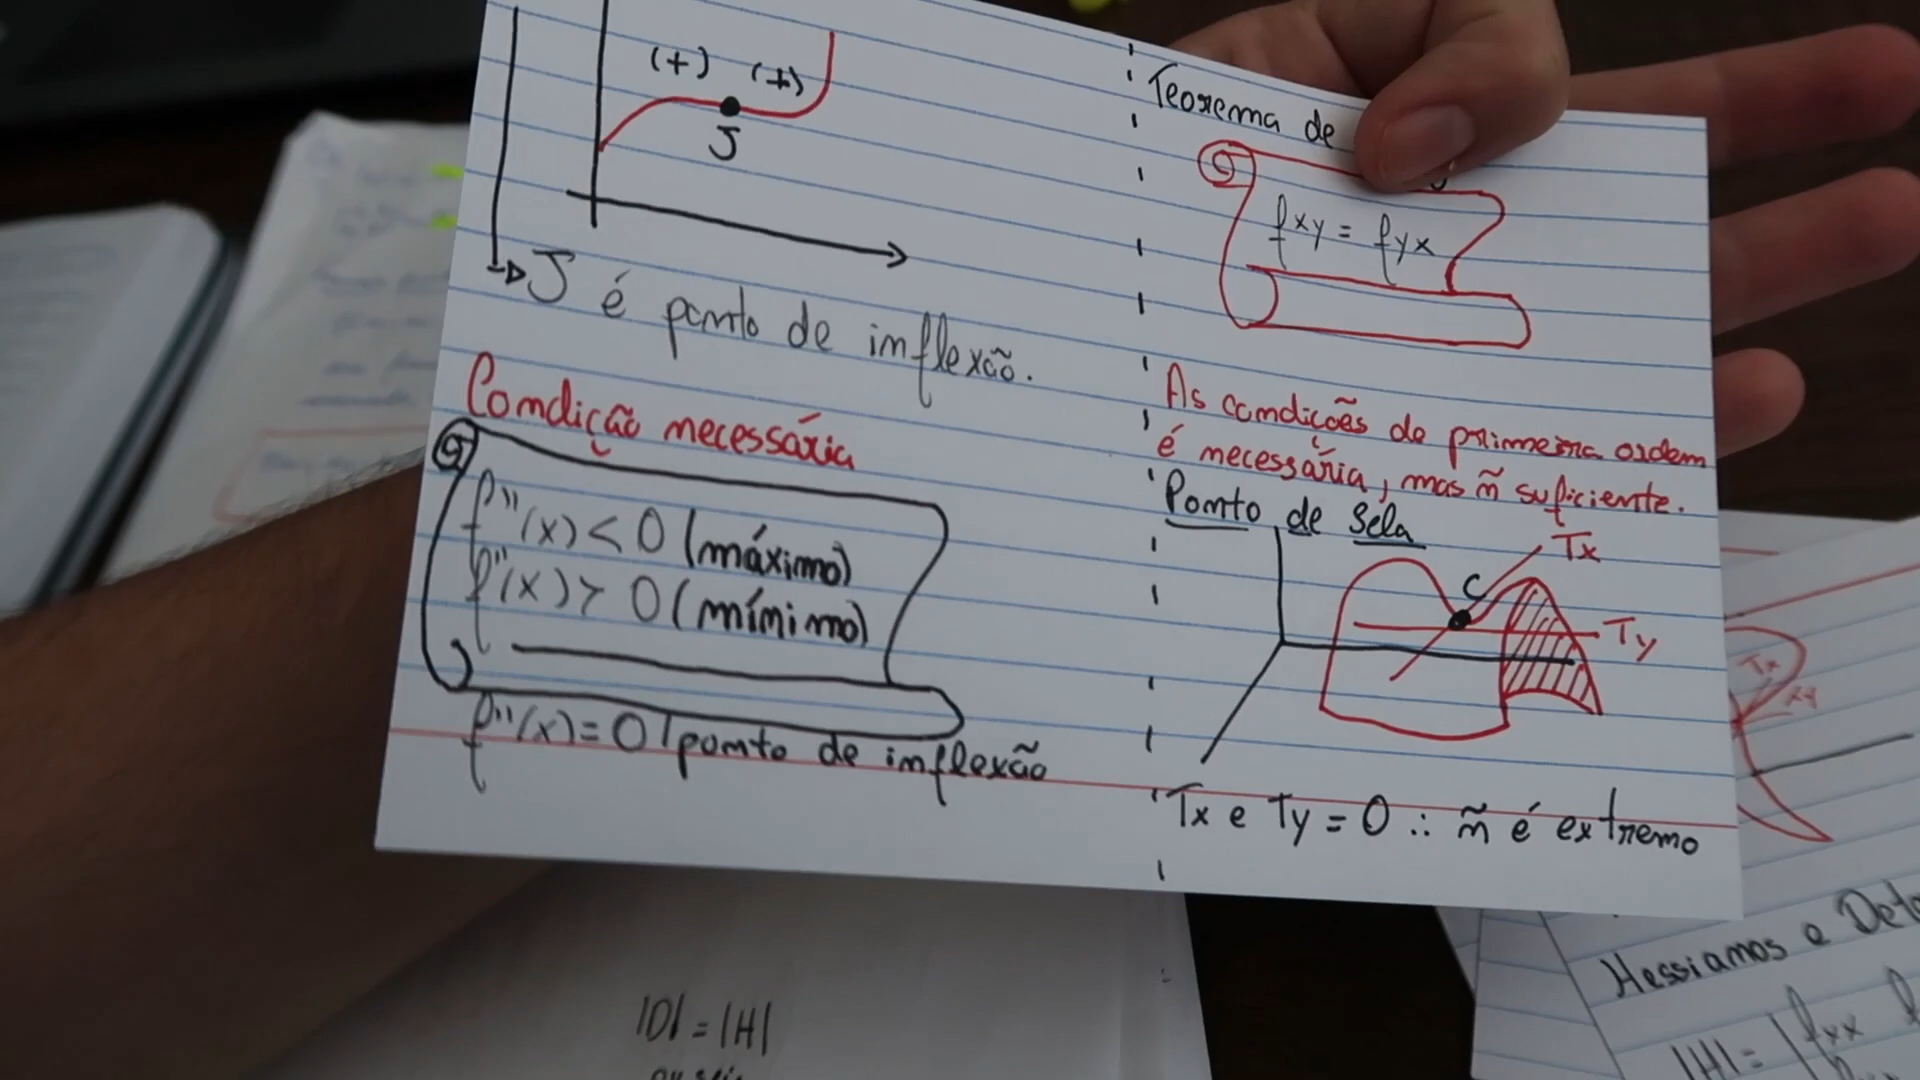 (+) (+)
J
J é ponto de inflexão.
Condição necessária
f''(x) < 0 (máximo)
f''(x) > 0 (mínimo)
f''(x) = 0 (ponto de inflexão
Teorema de
fxy = fyx
As condições de primeira ordem
é necessária, mas ñ suficiente.
Ponto de Sela
Tx
C
Ty
Tx e Ty = 0 ∴ ñ é extremo
Tx
Hessianos e
|H| = |fxx
|D| = |H|